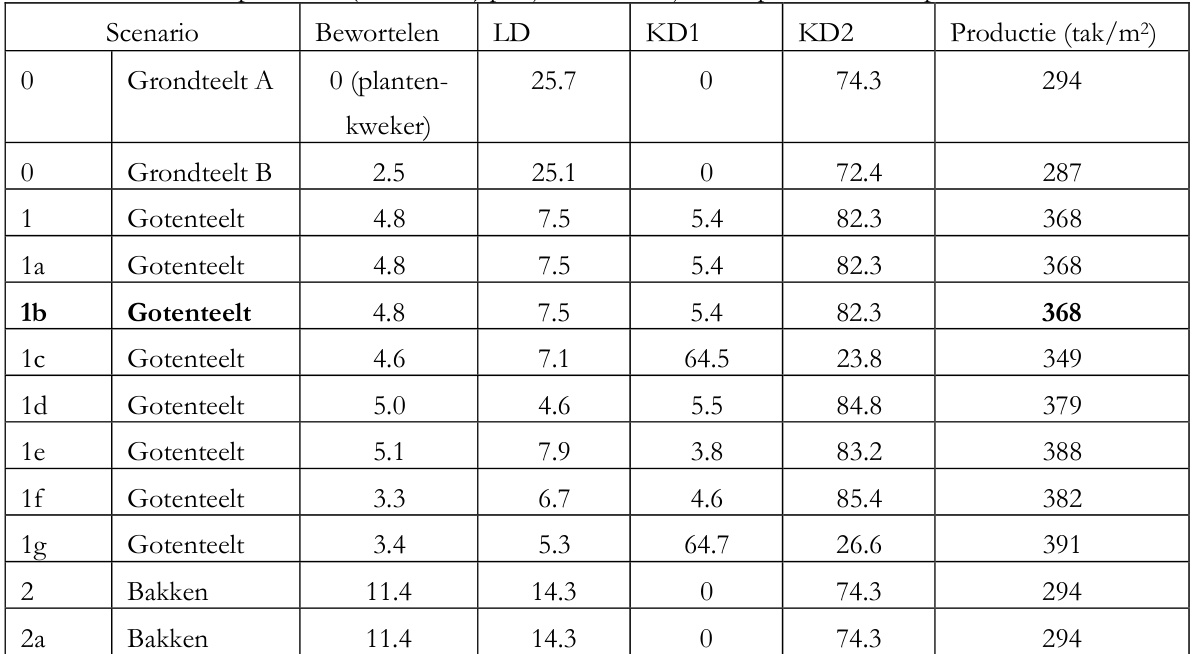 Scenario Bewortelen LD KD1 KD2 Productie (tak/m²)
0 Grondteelt A 0 (planten- 25.7 0 74.3 294
kweker)
0 Grondteelt B 2.5 25.1 0 72.4 287
1 Gotenteelt 4.8 7.5 5.4 82.3 368
1a Gotenteelt 4.8 7.5 5.4 82.3 368
1b Gotenteelt 4.8 7.5 5.4 82.3 368
1c Gotenteelt 4.6 7.1 64.5 23.8 349
1d Gotenteelt 5.0 4.6 5.5 84.8 379
1e Gotenteelt 5.1 7.9 3.8 83.2 388
1f Gotenteelt 3.3 6.7 4.6 85.4 382
1g Gotenteelt 3.4 5.3 64.7 26.6 391
2 Bakken 11.4 14.3 0 74.3 294
2a Bakken 11.4 14.3 0 74.3 294